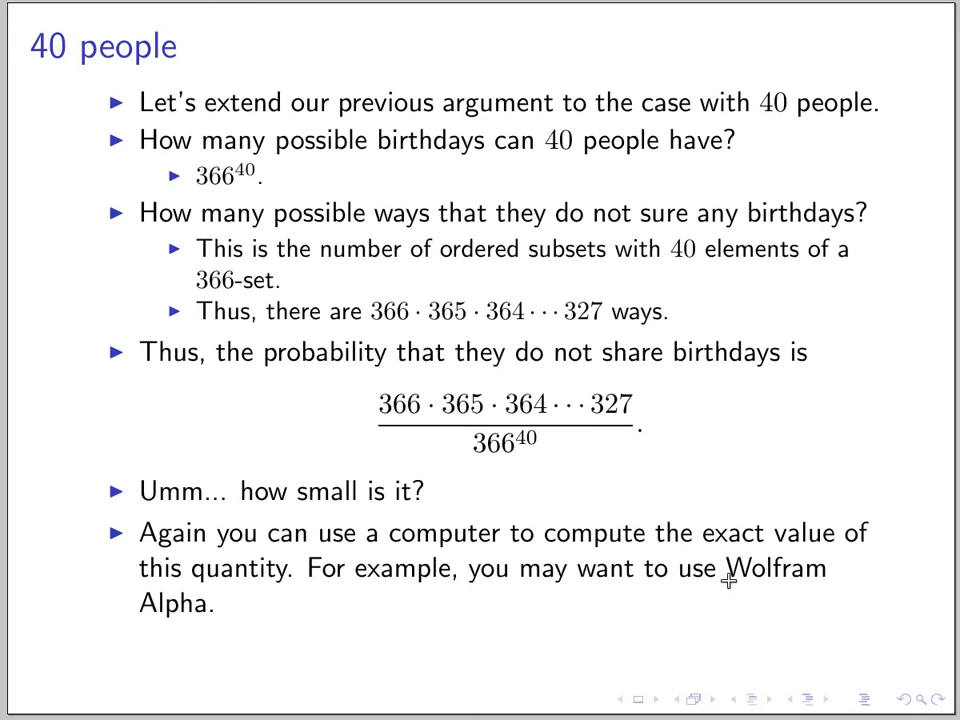 40 people
▶ Let's extend our previous argument to the case with 40 people.
▶ How many possible birthdays can 40 people have?
▶ 366^40.
▶ How many possible ways that they do not sure any birthdays?
▶ This is the number of ordered subsets with 40 elements of a
366-set.
▶ Thus, there are 366 · 365 · 364 ⋯ 327 ways.
▶ Thus, the probability that they do not share birthdays is
366 · 365 · 364 ⋯ 327
366^40 .
▶ Umm... how small is it?
▶ Again you can use a computer to compute the exact value of
this quantity. For example, you may want to use Wolfram
Alpha.